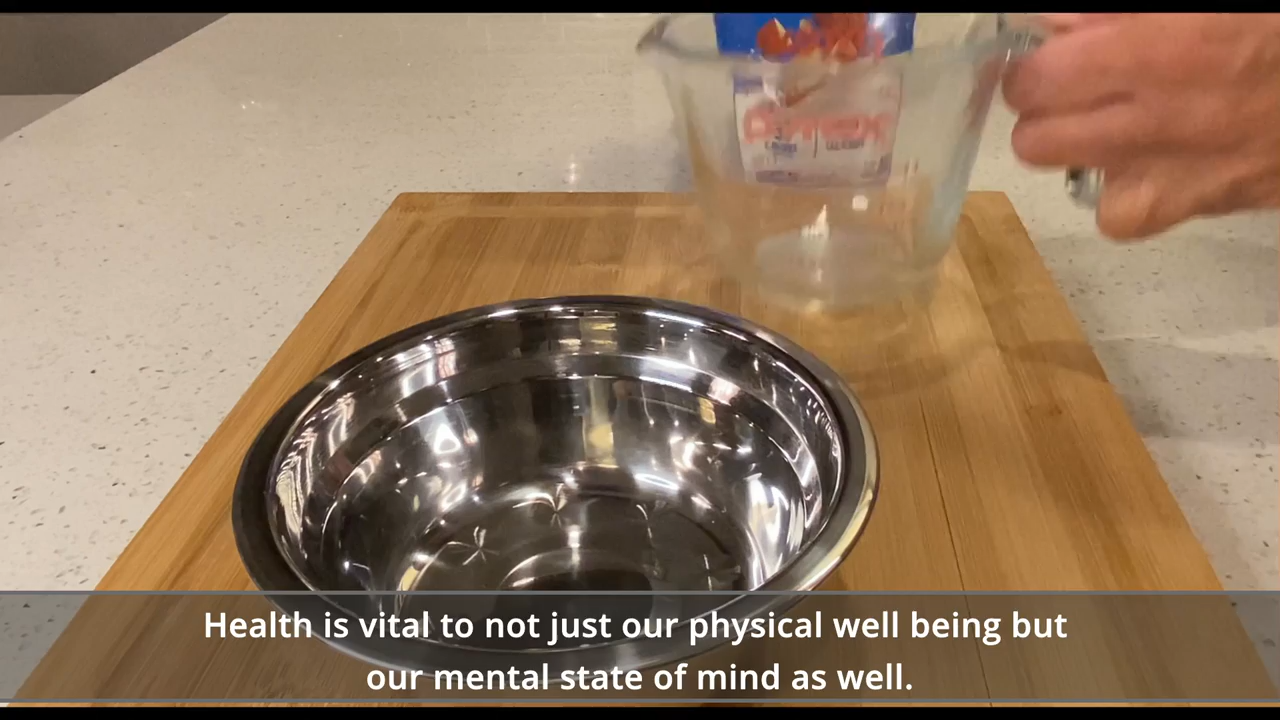 Health is vital to not just our physical well being but
our mental state of mind as well.